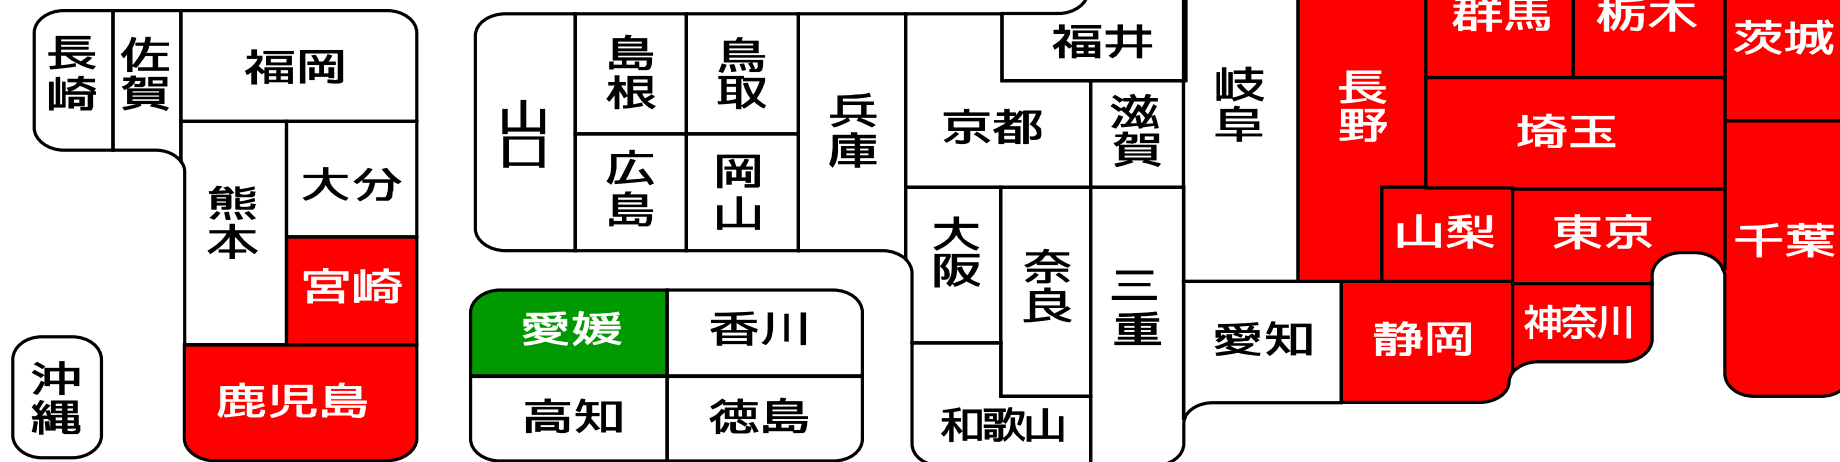 長崎
佐賀
福岡
熊本
大分
宮崎
鹿児島
沖縄
山口
島根
鳥取
広島
岡山
兵庫
愛媛
香川
高知
徳島
福井
京都
滋賀
大阪
奈良
三重
和歌山
岐阜
愛知
長野
群馬
栃木
茨城
埼玉
山梨
東京
千葉
静岡
神奈川